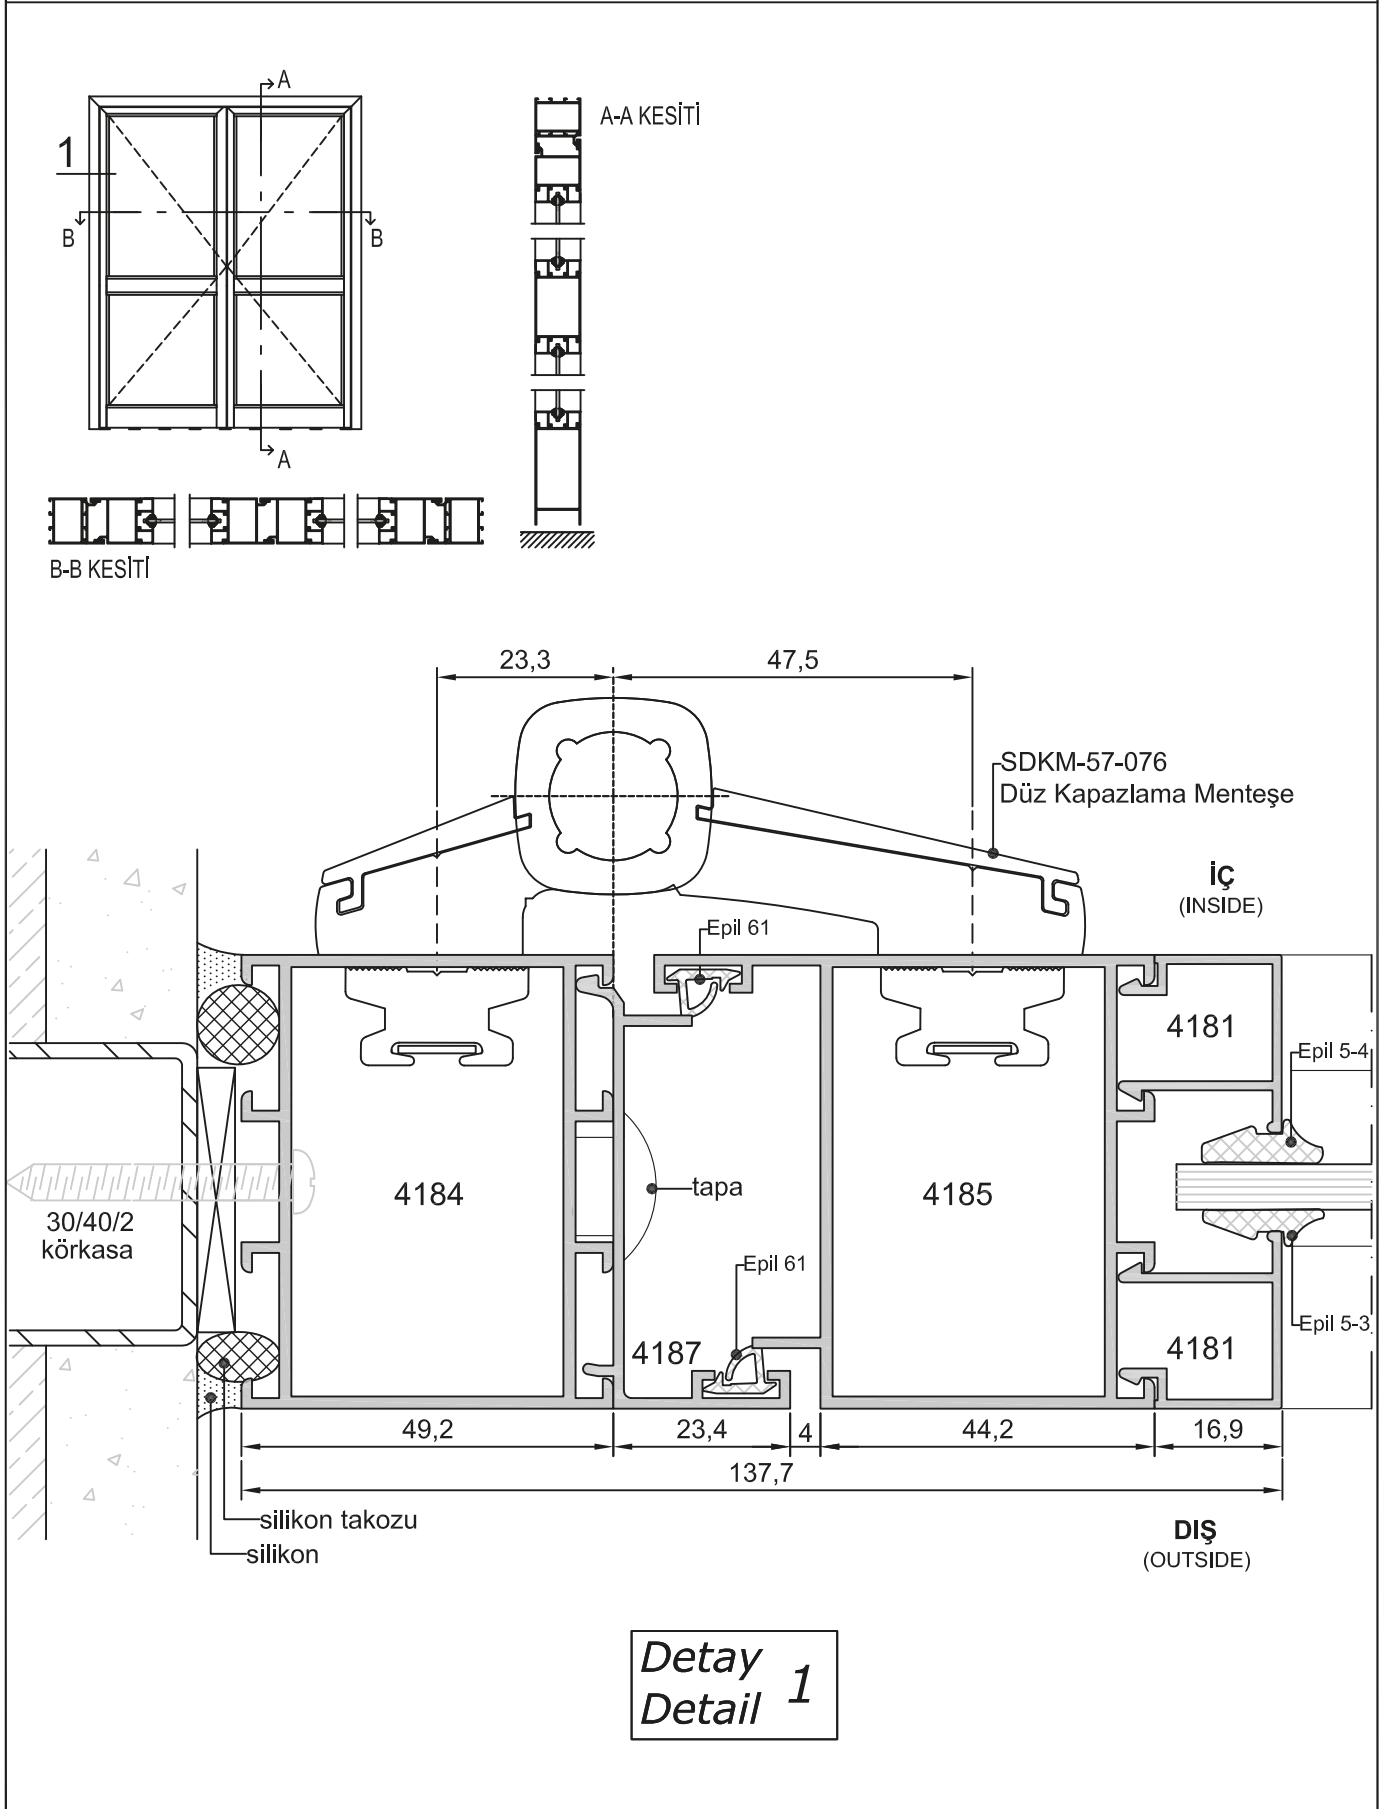 A
A-A KESİTİ
1
B
B
A
B-B KESİTİ
23,3
47,5
SDKM-57-076
Düz Kapazlama Menteşe
İÇ
(INSIDE)
Epil 61
4181
Epil 5-4
4184
tapa
4185
30/40/2
körkasa
Epil 61
Epil 5-3
4187
4181
49,2
23,4
4
44,2
16,9
137,7
silikon takozu
silikon
DIŞ
(OUTSIDE)
Detay
Detail
1